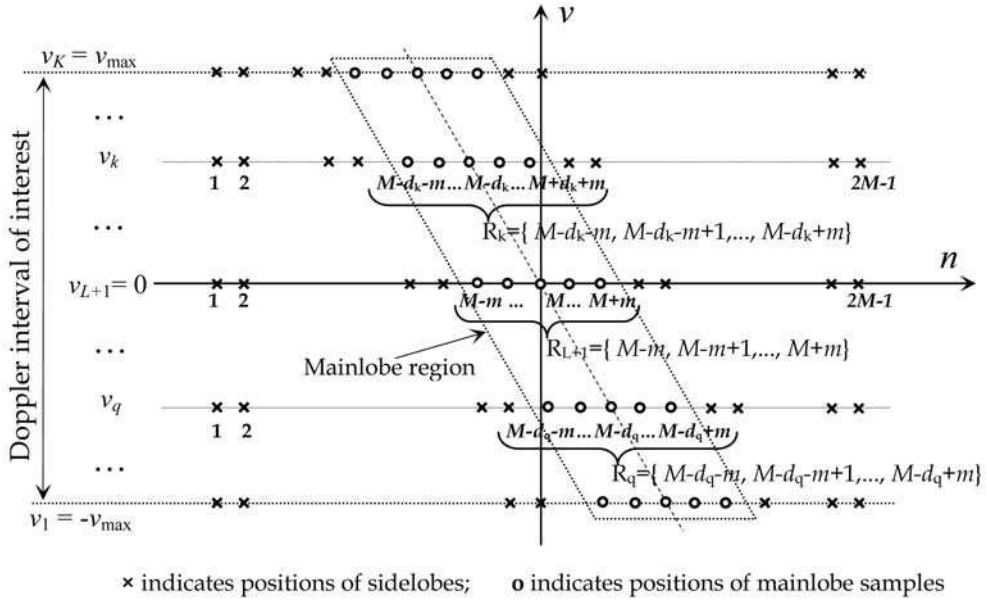 v
v_K = v_max
...
v_k
1 2 M-d_k-m... M-d_k... M+d_k+m 2M-1
R_k={ M-d_k-m, M-d_k-m+1,..., M-d_k+m}
...
n
v_{L+1}= 0
1 2 M-m ... M... M+m 2M-1
R_{L+1}={ M-m, M-m+1,..., M+m}
Mainlobe region
...
v_q
1 2 M-d_q-m... M-d_q... M-d_q+m
R_q={ M-d_q-m, M-d_q-m+1,..., M-d_q+m}
...
v_1 = -v_max
Doppler interval of interest
× indicates positions of sidelobes; o indicates positions of mainlobe samples